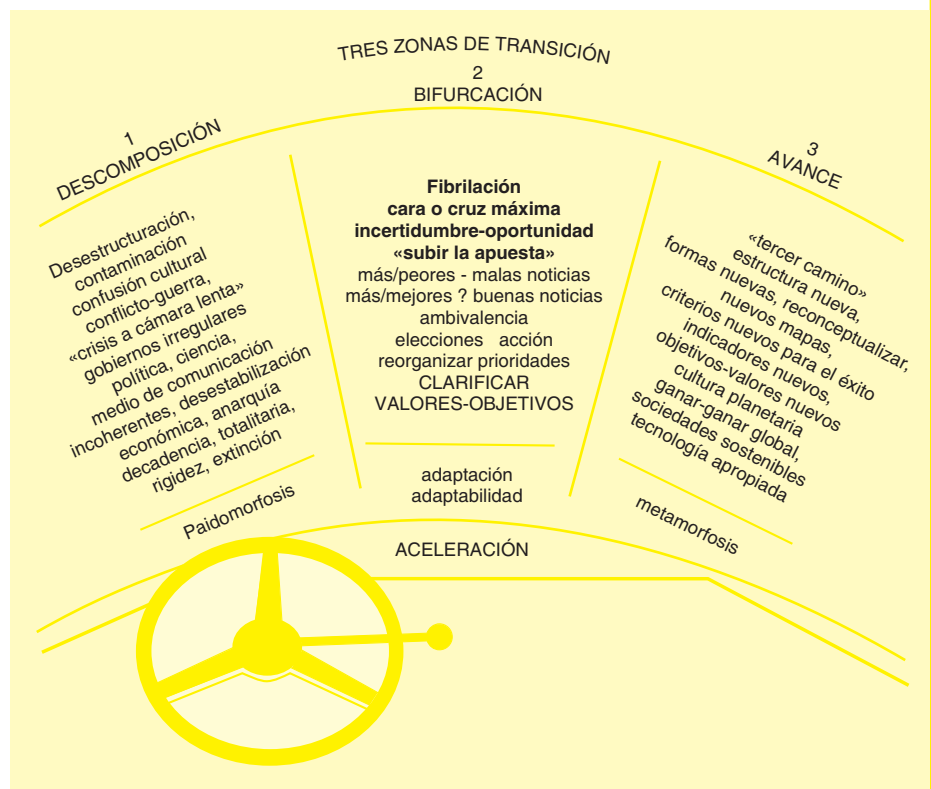 TRES ZONAS DE TRANSICIÓN
1
DESCOMPOSICIÓN
Desestructuración,
contaminación
confusión cultural
conflicto-guerra,
«crisis a cámara lenta»
gobiernos irregulares
política, ciencia,
medio de comunicación
incoherentes, desestabilización
económica, anarquía
decadencia, totalitaria,
rigidez, extinción
Paidomorfosis
2
BIFURCACIÓN
Fibrilación
cara o cruz máxima
incertidumbre-oportunidad
«subir la apuesta»
más/peores - malas noticias
más/mejores ? buenas noticias
ambivalencia
elecciones acción
reorganizar prioridades
CLARIFICAR
VALORES-OBJETIVOS
adaptación
adaptabilidad
3
AVANCE
«tercer camino»
estructura nueva,
formas nuevas, reconceptualizar,
nuevos mapas,
criterios nuevos para el éxito
indicadores nuevos,
objetivos-valores nuevos
cultura planetaria
ganar-ganar global,
sociedades sostenibles
tecnología apropiada
metamorfosis
ACELERACIÓN